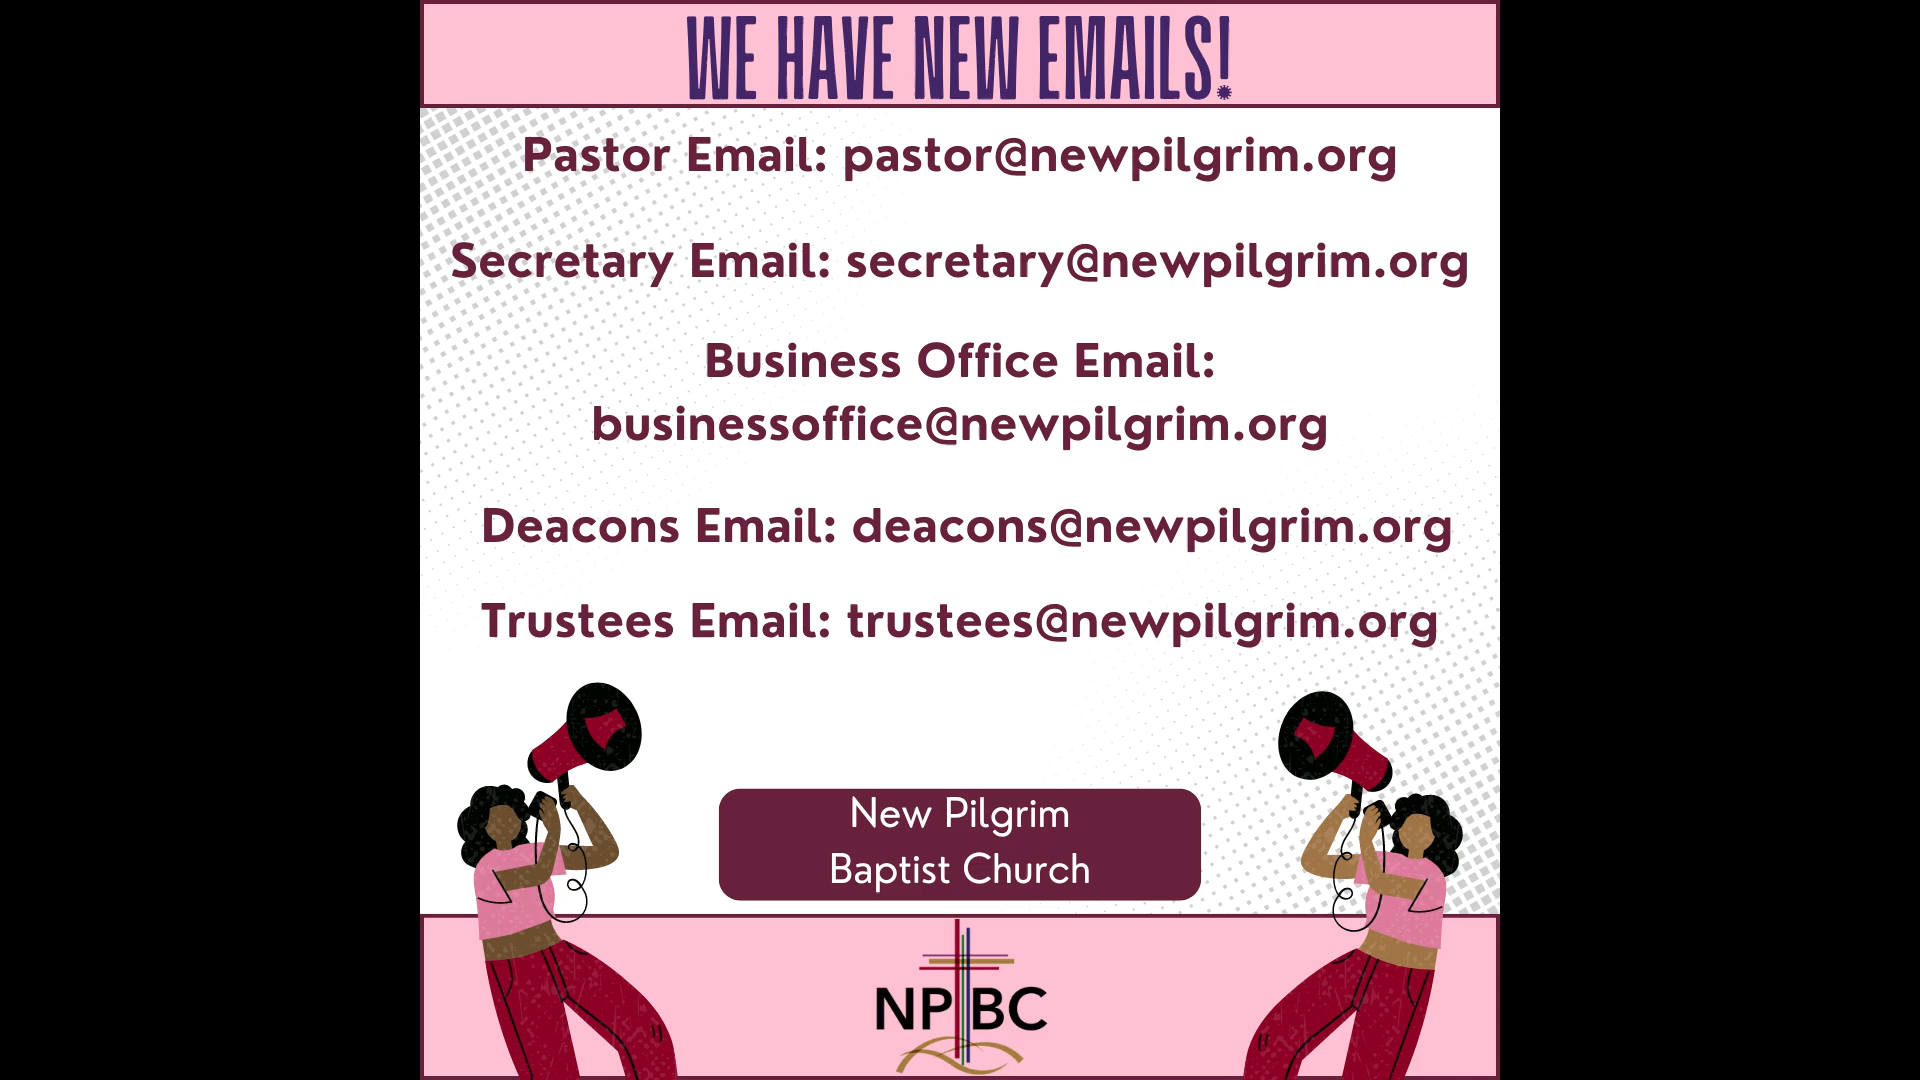 WE HAVE NEW EMAILS!
Pastor Email: pastor@newpilgrim.org
Secretary Email: secretary@newpilgrim.org
Business Office Email:
businessoffice@newpilgrim.org
Deacons Email: deacons@newpilgrim.org
Trustees Email: trustees@newpilgrim.org
New Pilgrim
Baptist Church
NPBC